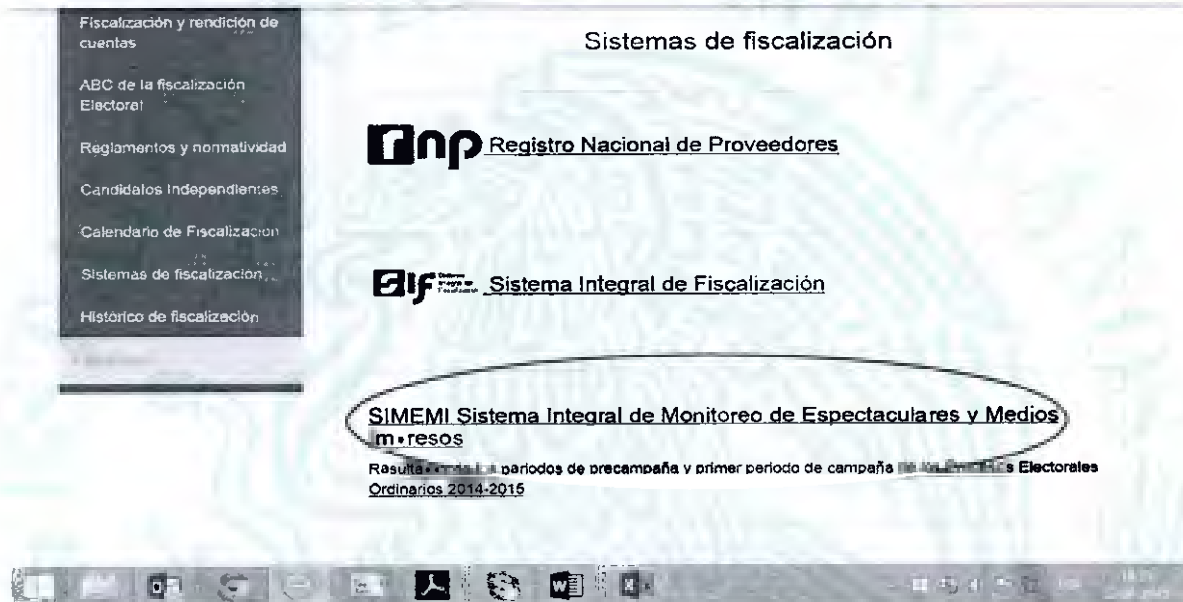 Fiscalización y rendición de
cuentas
ABC de la fiscalización
Electoral
Reglamentos y normatividad
Candidatos Independientes
Calendario de Fiscalización
Sistemas de fiscalización
Histórico de fiscalización
Sistemas de fiscalización
rnp Registro Nacional de Proveedores
sif Sistema Integral de Fiscalización
SIMEMI Sistema Integral de Monitoreo de Espectaculares y Medios
Im•resos
periodos de precampaña y primer periodo de campaña Electorales
Ordinarios 2014-2015